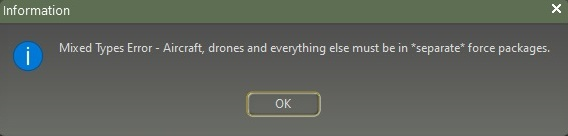 Information
Mixed Types Error - Aircraft, drones and everything else must be in *separate* force packages.
OK